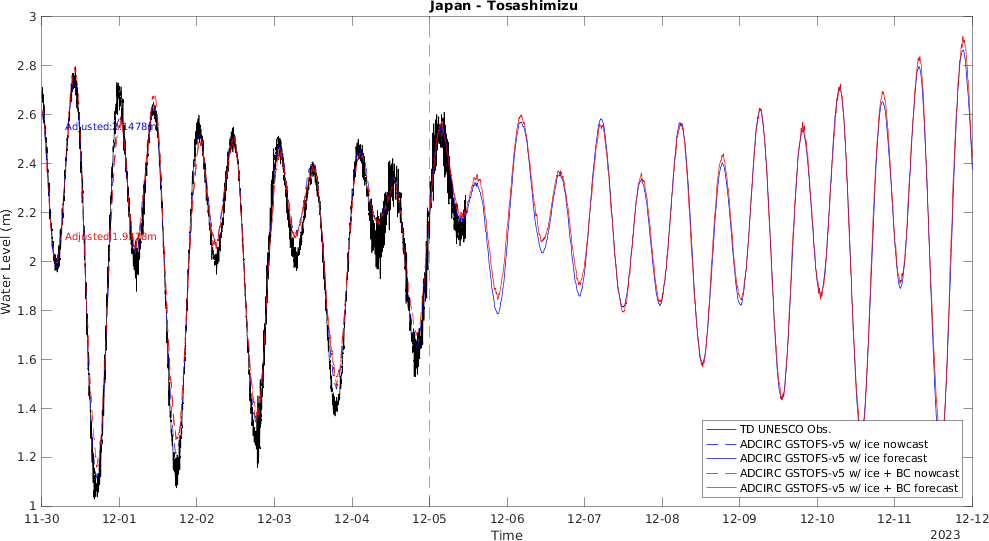 Japan - Tosashimizu
3
2.8
2.6
2.4
2.2
2
1.8
1.6
1.4
1.2
1
Water Level (m)
Adjusted:
Adjusted:
TD UNESCO Obs.
ADCIRC GSTOFS-v5 w/ ice nowcast
ADCIRC GSTOFS-v5 w/ ice forecast
ADCIRC GSTOFS-v5 w/ ice + BC nowcast
ADCIRC GSTOFS-v5 w/ ice + BC forecast
11-30 12-01 12-02 12-03 12-04 12-05 12-06 12-07 12-08 12-09 12-10 12-11 12-12
Time
2023